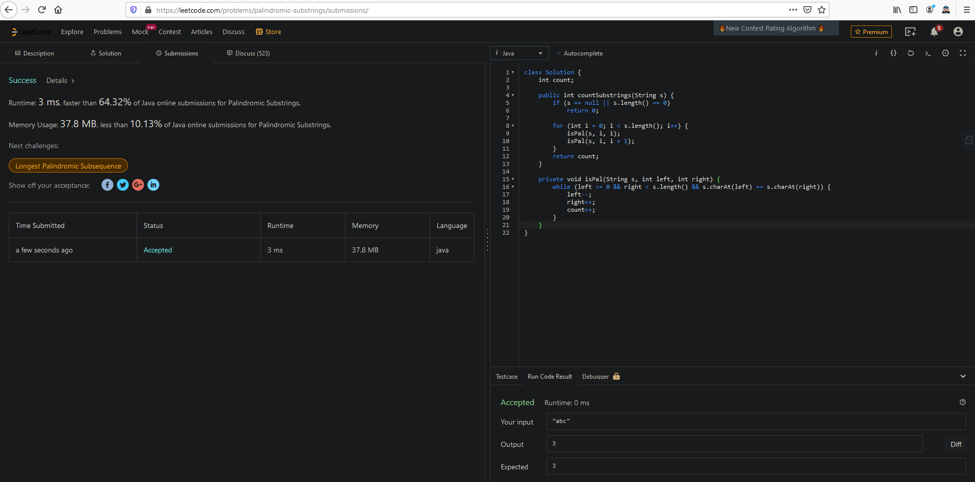 https://leetcode.com/problems/palindromic-substrings/submissions/
LeetCode Explore Problems Mock New Contest Articles Discuss Store
New Contest Rating Algorithm
Premium
5
Description Solution Submissions Discuss (523)
Success Details >
Runtime: 3 ms, faster than 64.32% of Java online submissions for Palindromic Substrings.
Memory Usage: 37.8 MB, less than 10.13% of Java online submissions for Palindromic Substrings.
Next challenges:
Longest Palindromic Subsequence
Show off your acceptance:
Time Submitted Status Runtime Memory Language
a few seconds ago Accepted 3 ms 37.8 MB java
i Java Autocomplete
1 class Solution {
2 int count;
3
4 public int countSubstrings(String s) {
5 if (s == null || s.length() == 0)
6 return 0;
7
8 for (int i = 0; i < s.length(); i++) {
9 isPal(s, i, i);
10 isPal(s, i, i + 1);
11 }
12 return count;
13 }
14
15 private void isPal(String s, int left, int right) {
16 while (left >= 0 && right < s.length() && s.charAt(left) == s.charAt(right)) {
17 left--;
18 right++;
19 count++;
20 }
21 }
22 }
Testcase Run Code Result Debugger
Accepted Runtime: 0 ms
Your input "abc"
Output 3 Diff
Expected 3